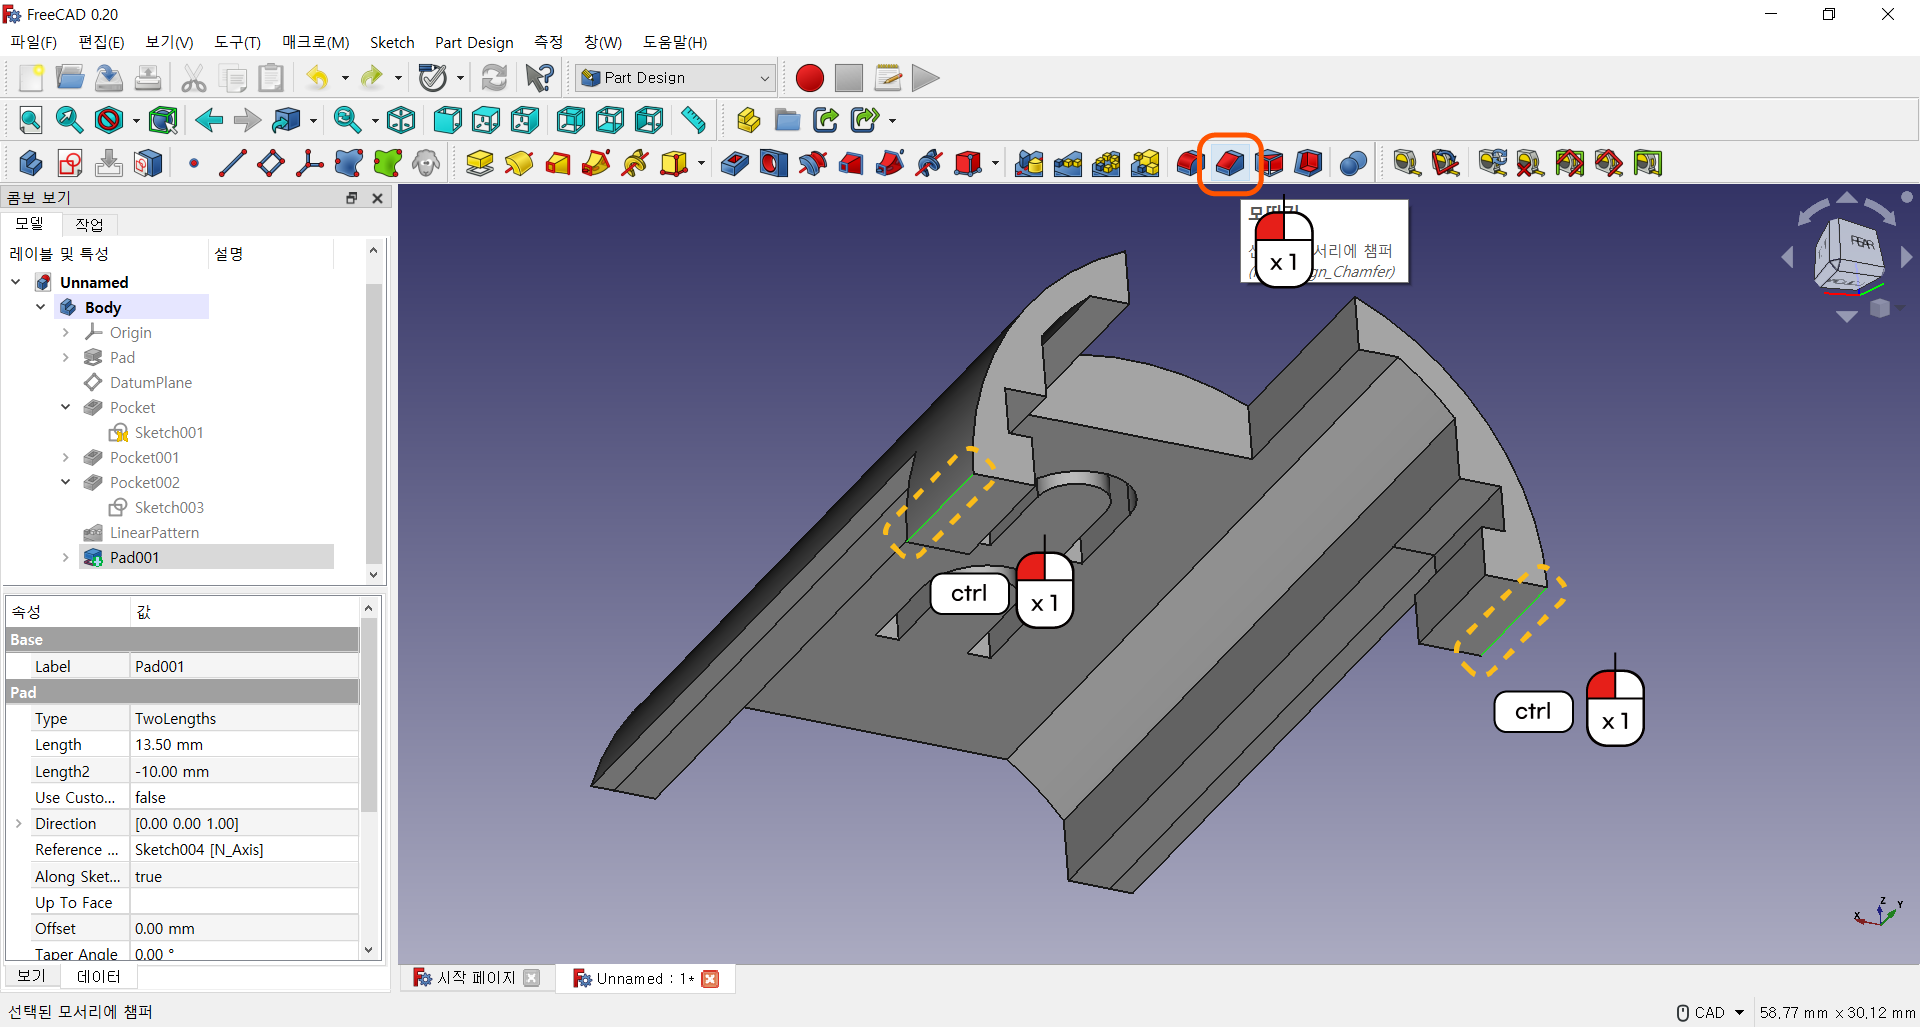 FreeCAD 0.20
파일(F) 편집(E) 보기(V) 도구(T) 매크로(M) Sketch Part Design 측정 창(W) 도움말(H)
Part Design
콤보 보기
모델 작업
레이블 및 특성 설명
Unnamed
Body
Origin
Pad
DatumPlane
Pocket
Sketch001
Pocket001
Pocket002
Sketch003
LinearPattern
Pad001
속성 값
Base
Label Pad001
Pad
Type TwoLengths
Length 13.50 mm
Length2 -10.00 mm
Use Custo... false
Direction [0.00 0.00 1.00]
Reference ... Sketch004 [N_Axis]
Along Sket... true
Up To Face
Offset 0.00 mm
Taper Angle 0.00 °
보기 데이터
x 1
서리에 챔퍼
gn_Chamfer)
REAR
ctrl x 1
ctrl x 1
Z
Y
X
시작 페이지 Unnamed : 1*
선택된 모서리에 챔퍼
CAD 58.77 mm x 30.12 mm